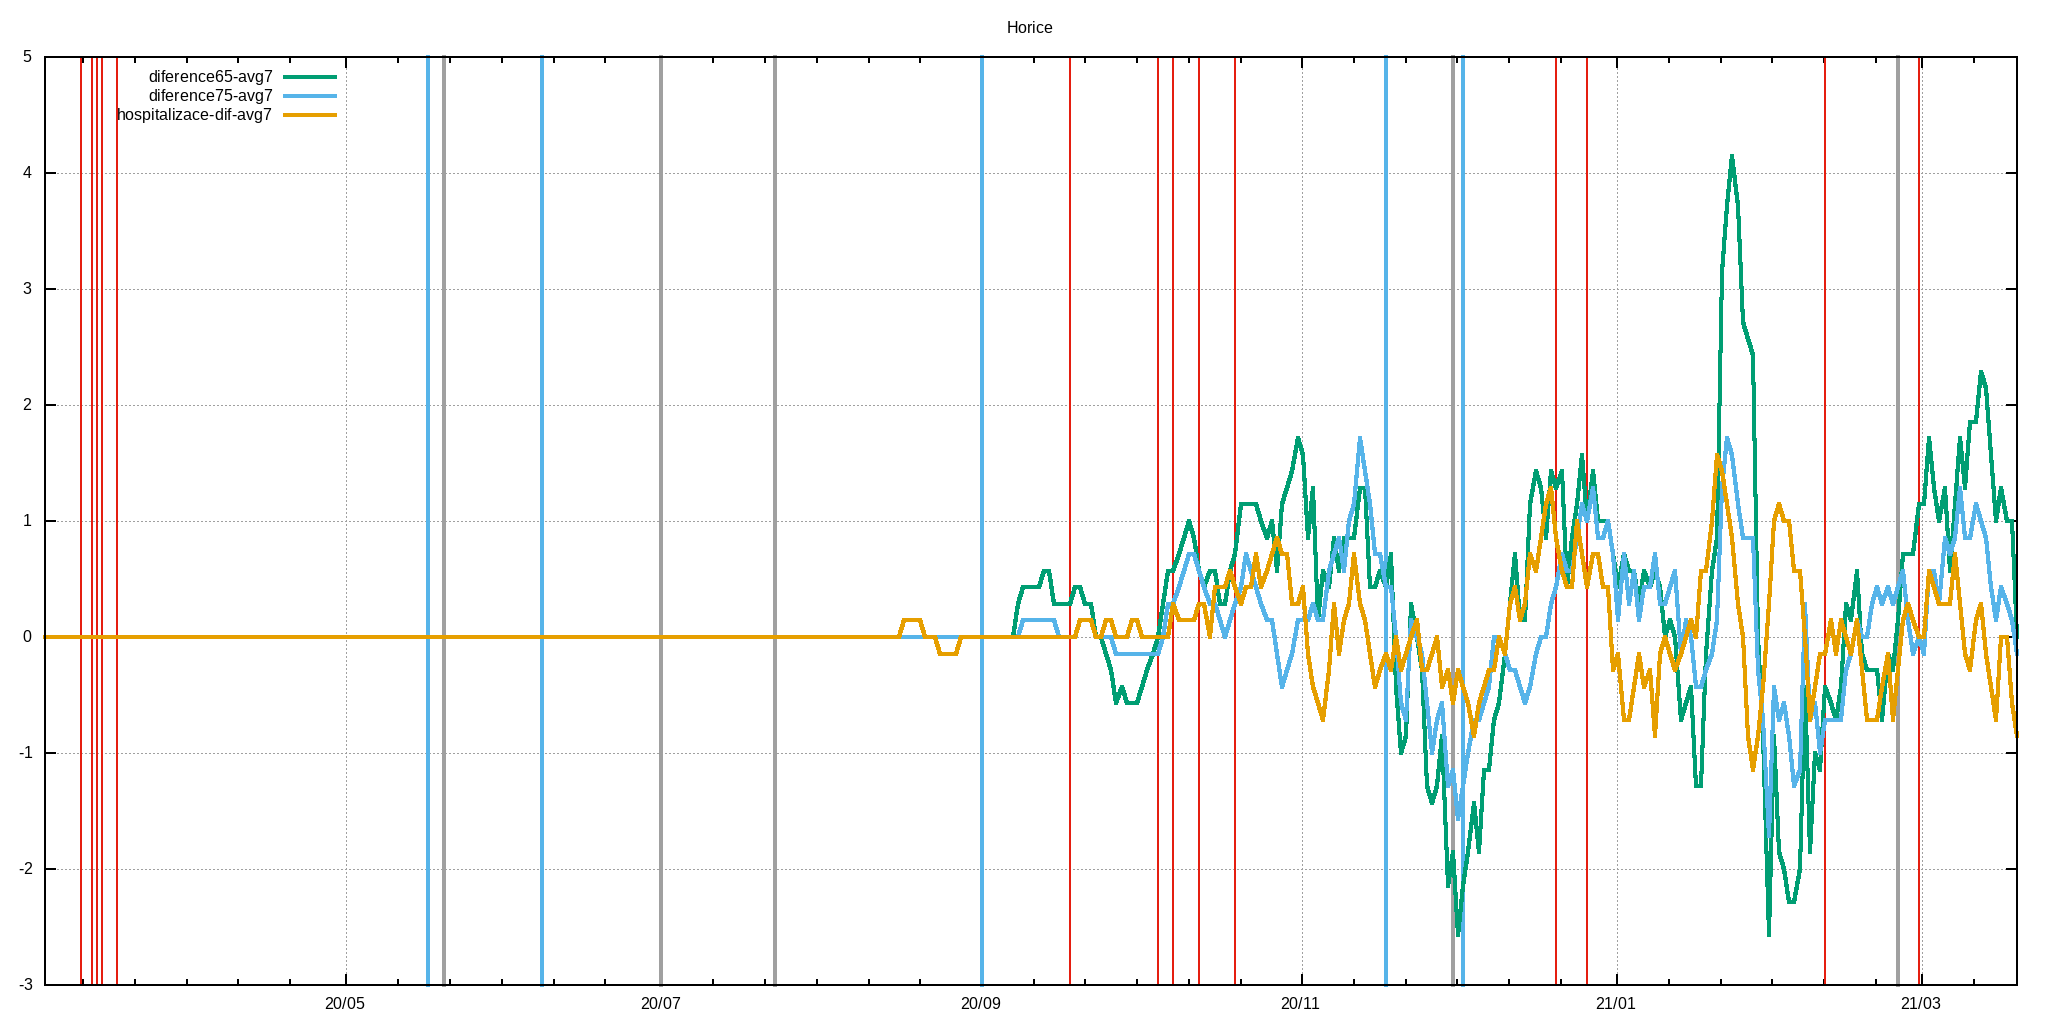 Horice
5
diference65-avg7
diference75-avg7
hospitalizace-dif-avg7
4
3
2
1
0
-1
-2
-3
20/05 20/07 20/09 20/11 21/01 21/03